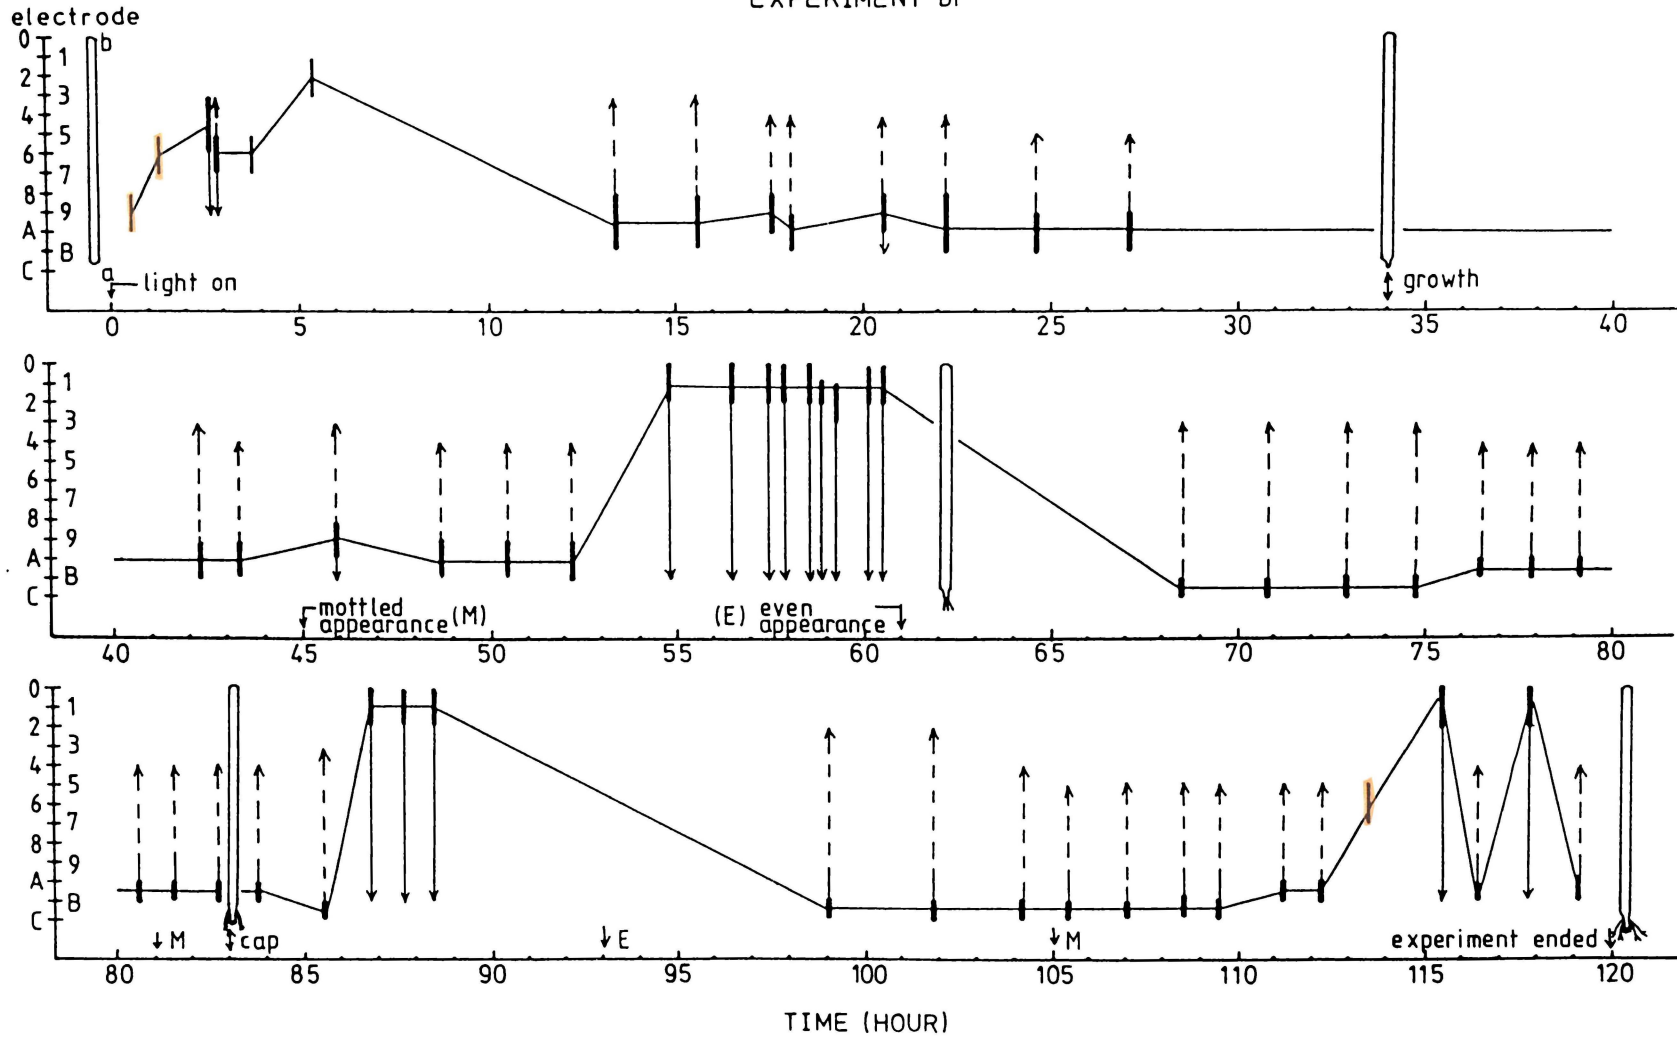 EXPERIMENT
electrode
0
1
2
3
4
5
6
7
8
9
A
B
C
b
a
light on
growth
0 5 10 15 20 25 30 35 40
0
1
2
3
4
5
6
7
8
9
A
B
C
mottled
appearance (M)
(E) even
appearance
40 45 50 55 60 65 70 75 80
0
1
2
3
4
5
6
7
8
9
A
B
C
M
cap
E
M
experiment ended
80 85 90 95 100 105 110 115 120
TIME (HOUR)